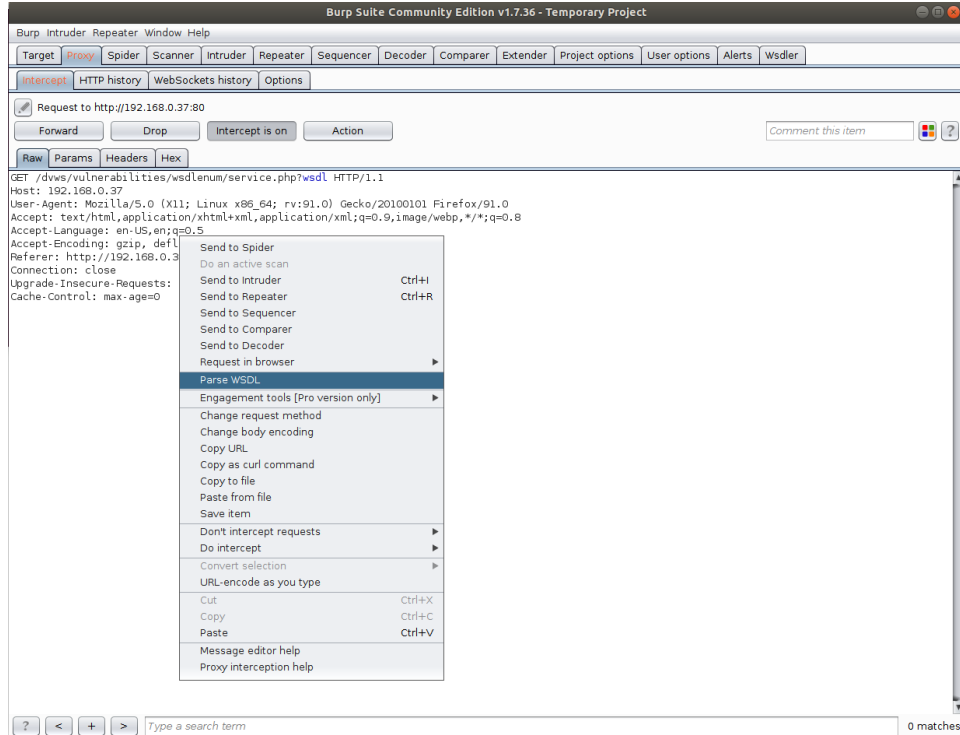 Burp Suite Community Edition v1.7.36 - Temporary Project
Burp Intruder Repeater Window Help
Target Proxy Spider Scanner Intruder Repeater Sequencer Decoder Comparer Extender Project options User options Alerts Wsdler
Intercept HTTP history WebSockets history Options
Request to http://192.168.0.37:80
Forward Drop Intercept is on Action Comment this item ?
Raw Params Headers Hex
GET /dvws/vulnerabilities/wsdlenum/service.php?wsdl HTTP/1.1
Host: 192.168.0.37
User-Agent: Mozilla/5.0 (X11; Linux x86_64; rv:91.0) Gecko/20100101 Firefox/91.0
Accept: text/html,application/xhtml+xml,application/xml;q=0.9,image/webp,*/*;q=0.8
Accept-Language: en-US,en;q=0.5
Accept-Encoding: gzip, defl
Referer: http://192.168.0.3
Connection: close
Upgrade-Insecure-Requests:
Cache-Control: max-age=0
Send to Spider
Do an active scan
Send to Intruder Ctrl+I
Send to Repeater Ctrl+R
Send to Sequencer
Send to Comparer
Send to Decoder
Request in browser
Parse WSDL
Engagement tools [Pro version only]
Change request method
Change body encoding
Copy URL
Copy as curl command
Copy to file
Paste from file
Save item
Don't intercept requests
Do intercept
Convert selection
URL-encode as you type
Cut Ctrl+X
Copy Ctrl+C
Paste Ctrl+V
Message editor help
Proxy interception help
? < + > Type a search term 0 matches